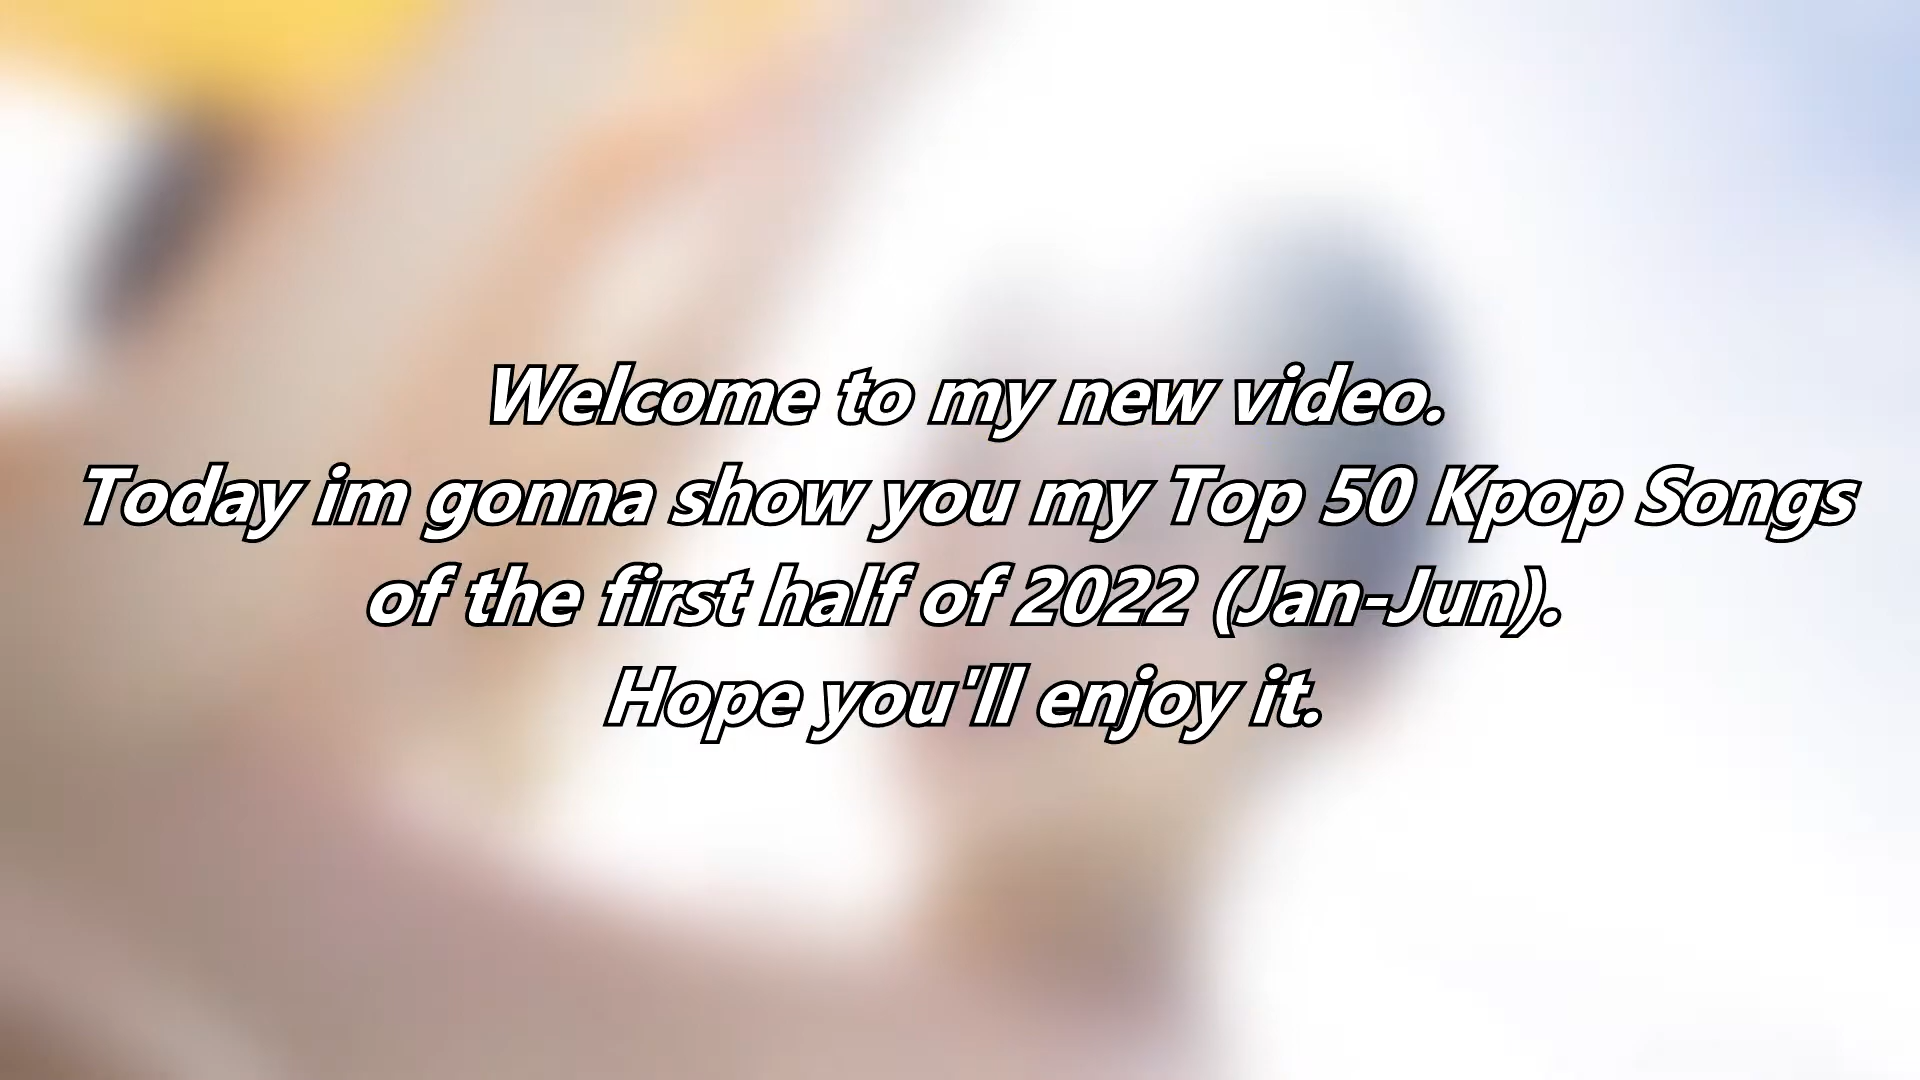 Welcome to my new video.
Today im gonna show you my Top 50 Kpop Songs
of the first half of 2022 (Jan-Jun).
Hope you'll enjoy it.